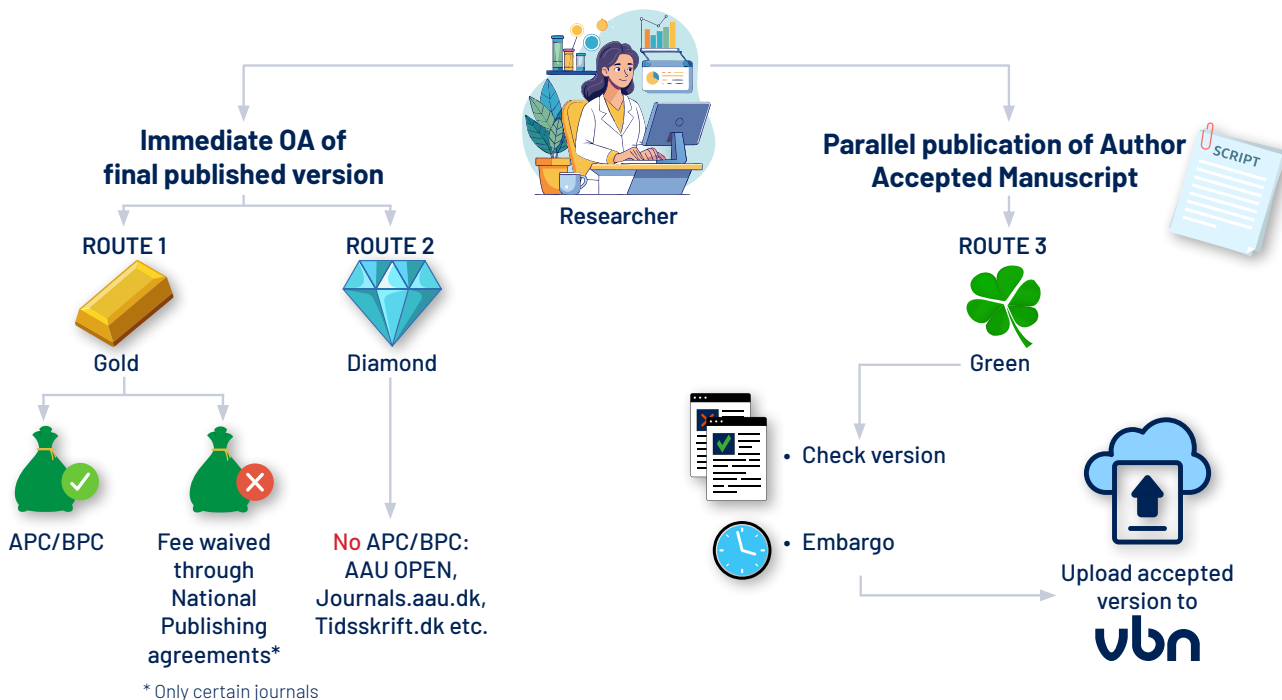 Researcher
Immediate OA of
final published version
ROUTE 1
Gold
APC/BPC
Fee waived
through
National
Publishing
agreements*
* Only certain journals
ROUTE 2
Diamond
No APC/BPC:
AAU OPEN,
Journals.aau.dk,
Tidsskrift.dk etc.
Parallel publication of Author
Accepted Manuscript
SCRIPT
ROUTE 3
Green
• Check version
• Embargo
Upload accepted
version to
vbn